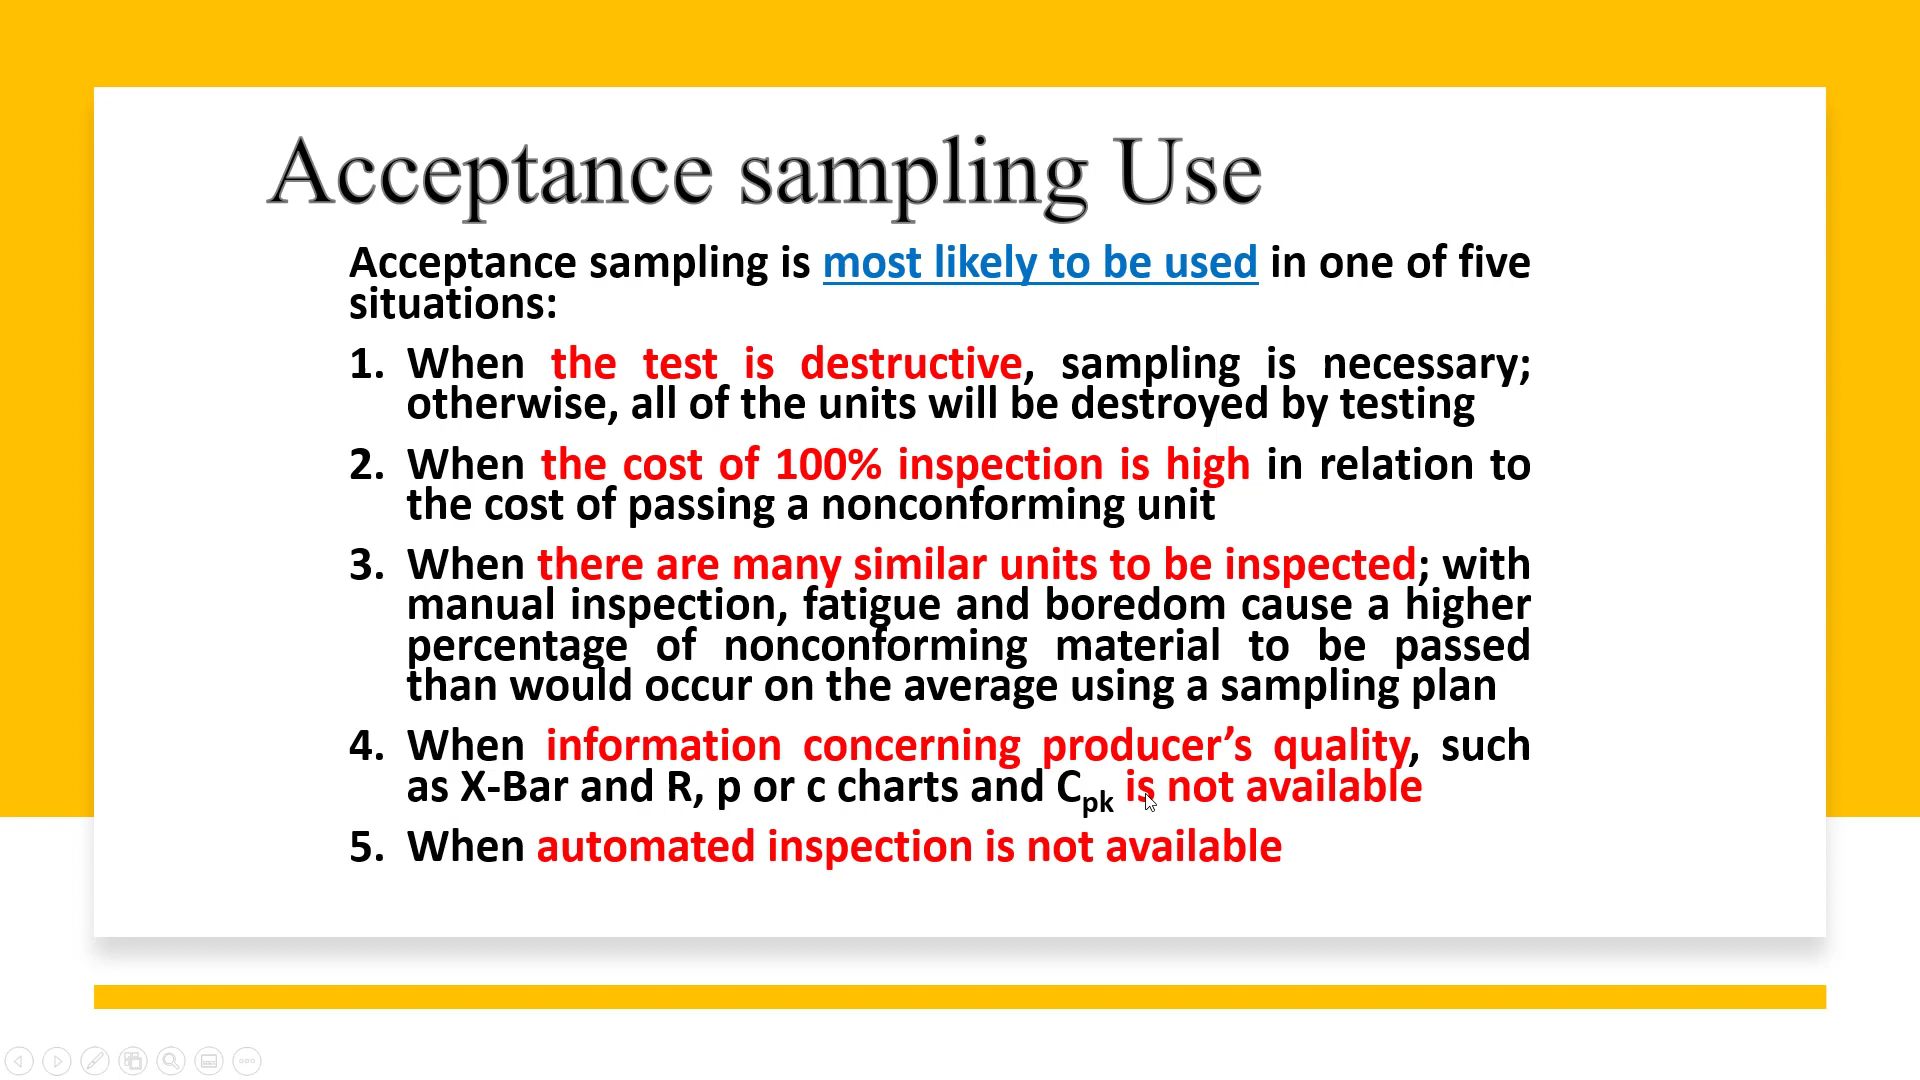 Acceptance sampling Use
Acceptance sampling is most likely to be used in one of five
situations:
1. When the test is destructive, sampling is necessary;
otherwise, all of the units will be destroyed by testing
2. When the cost of 100% inspection is high in relation to
the cost of passing a nonconforming unit
3. When there are many similar units to be inspected; with
manual inspection, fatigue and boredom cause a higher
percentage of nonconforming material to be passed
than would occur on the average using a sampling plan
4. When information concerning producer’s quality, such
as X-Bar and R, p or c charts and Cpk is not available
5. When automated inspection is not available